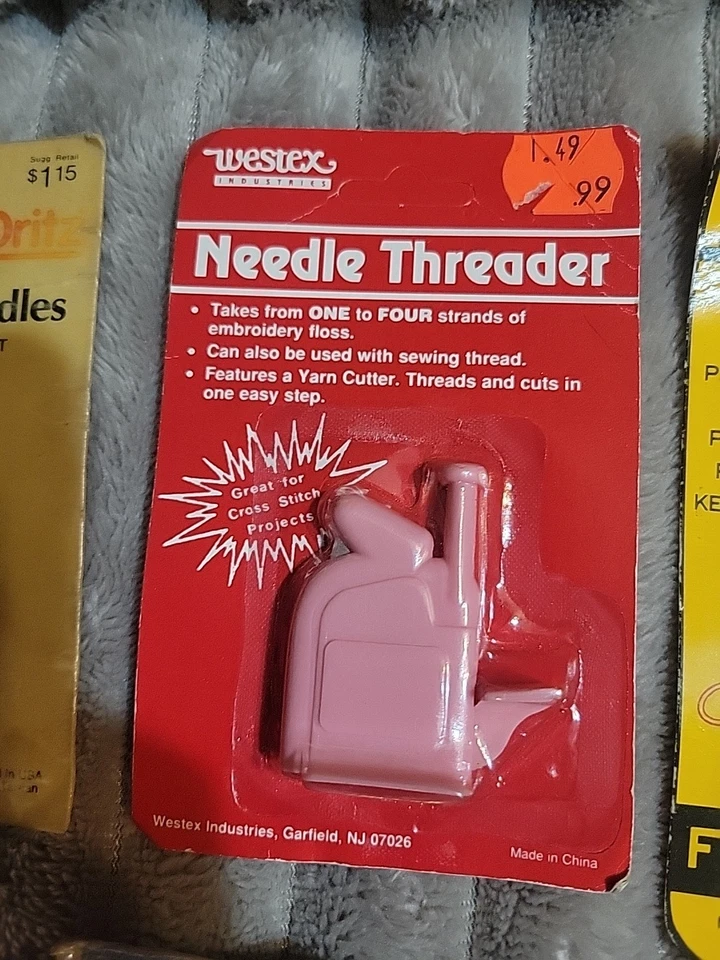 Sugg Retail
$1 15
Dritz
dles
T
In USA
westex
INDUSTRIES
1.49
.99
Needle Threader
• Takes from ONE to FOUR strands of
embroidery floss.
• Can also be used with sewing thread.
• Features a Yarn Cutter. Threads and cuts in
one easy step.
Great for
Cross Stitch
Projects
Westex Industries, Garfield, NJ 07026
Made in China
P
KE
F